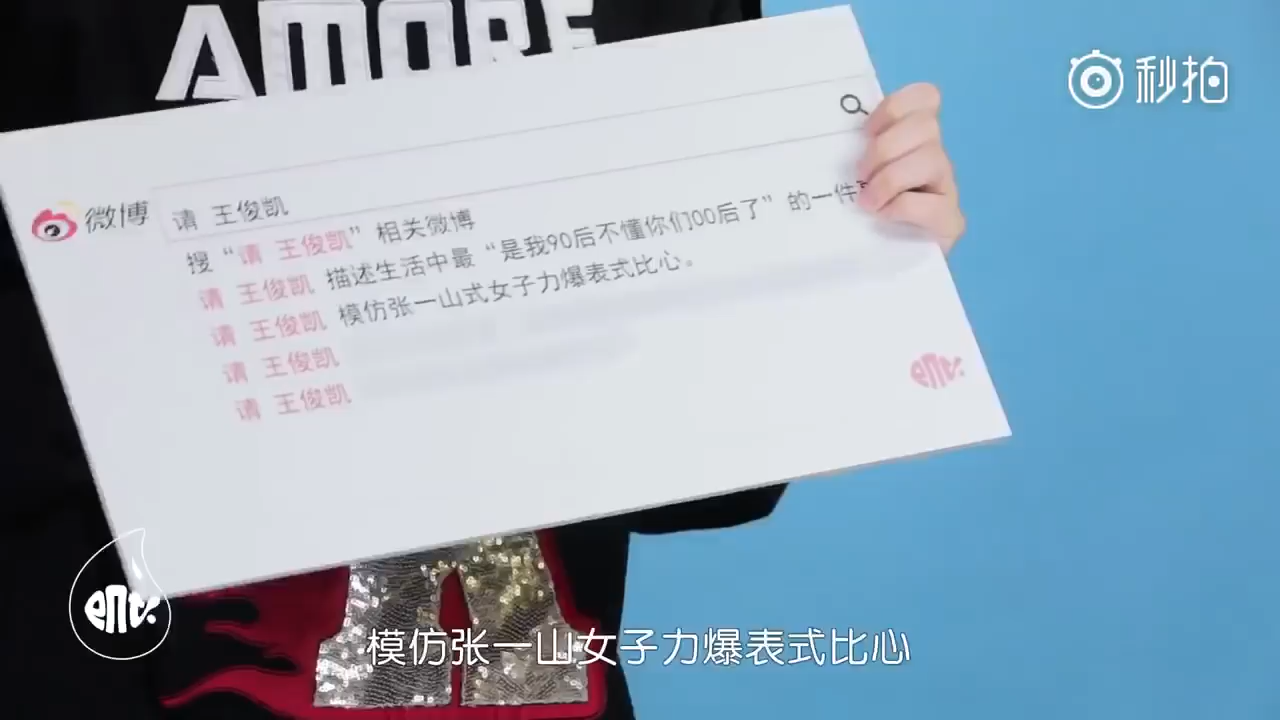 AMORE
秒拍
微博
请 王俊凯
搜“请 王俊凯”相关微博
请 王俊凯 描述生活中最“是我90后不懂你们00后了”的一件
请 王俊凯 模仿张一山式女子力爆表式比心。
请 王俊凯
请 王俊凯
ent.
ent.
模仿张一山女子力爆表式比心